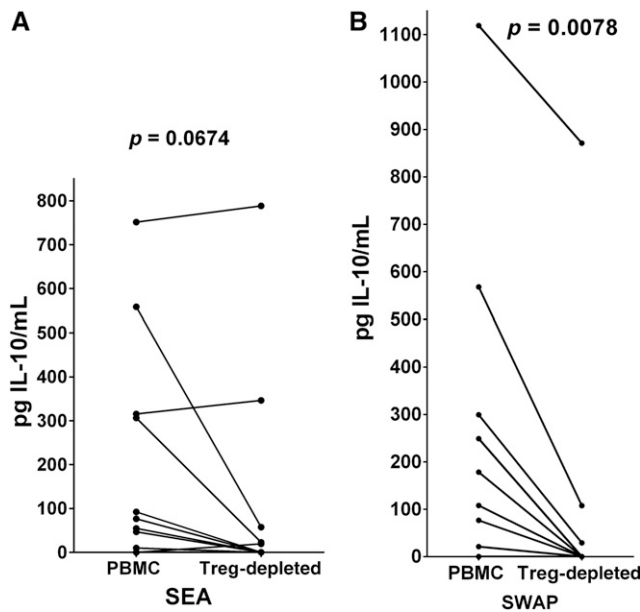 A
p = 0.0674
pg IL-10/mL
800
700
600
500
400
300
200
100
0
PBMC Treg-depleted
SEA
B
p = 0.0078
pg IL-10/mL
1100
1000
900
800
700
600
500
400
300
200
100
0
PBMC Treg-depleted
SWAP